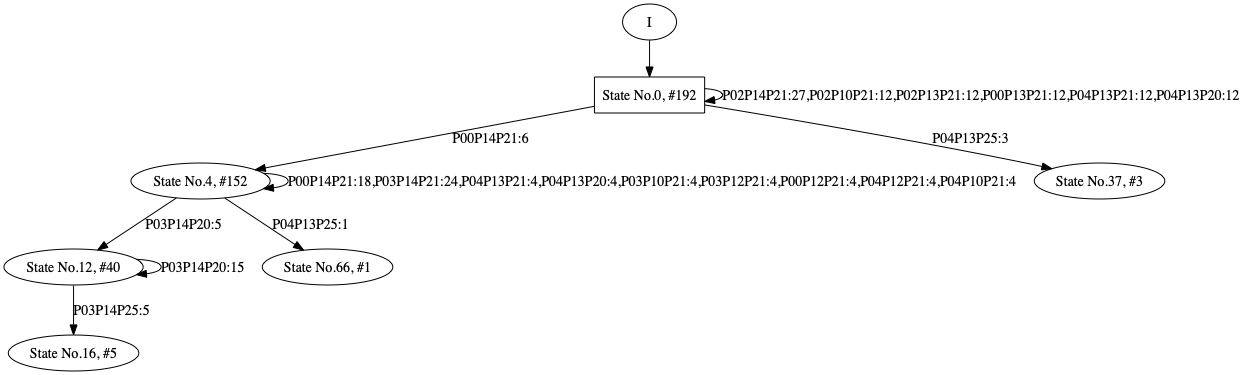 I
State No.0, #192
P02P14P21:27,P02P10P21:12,P02P13P21:12,P00P13P21:12,P04P13P21:12,P04P13P20:12
P00P14P21:6
P04P13P25:3
State No.4, #152
P00P14P21:18,P03P14P21:24,P04P13P21:4,P04P13P20:4,P03P10P21:4,P03P12P21:4,P00P12P21:4,P04P12P21:4,P04P10P21:4
State No.37, #3
P03P14P20:5
P04P13P25:1
State No.12, #40
P03P14P20:15
State No.66, #1
P03P14P25:5
State No.16, #5